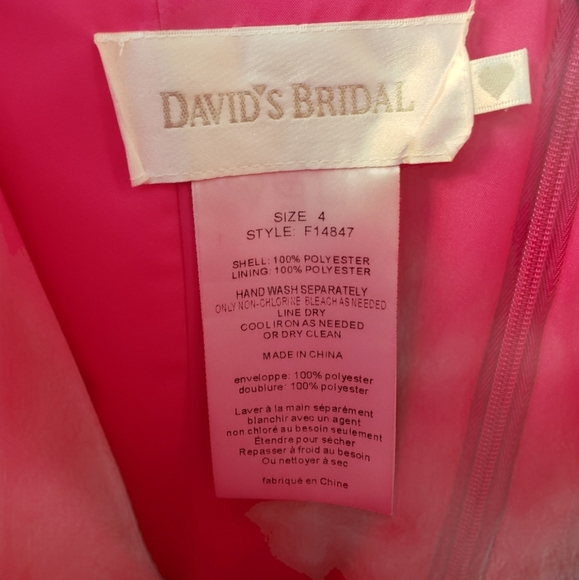 DAVID'S BRIDAL
SIZE 4
STYLE: F14847
SHELL: 100% POLYESTER
LINING: 100% POLYESTER
HAND WASH SEPARATELY
ONLY NON-CHLORINE BLEACH AS NEEDED
LINE DRY
COOL IRON AS NEEDED
OR DRY CLEAN
MADE IN CHINA
enveloppe: 100% polyester
doublure: 100% polyester
Laver à la main séparément
blanchir avec un agent
non chloré au besoin seulement
Étendre pour sécher
Repasser à froid au besoin
Ou nettoyer à sec
fabriqué en Chine